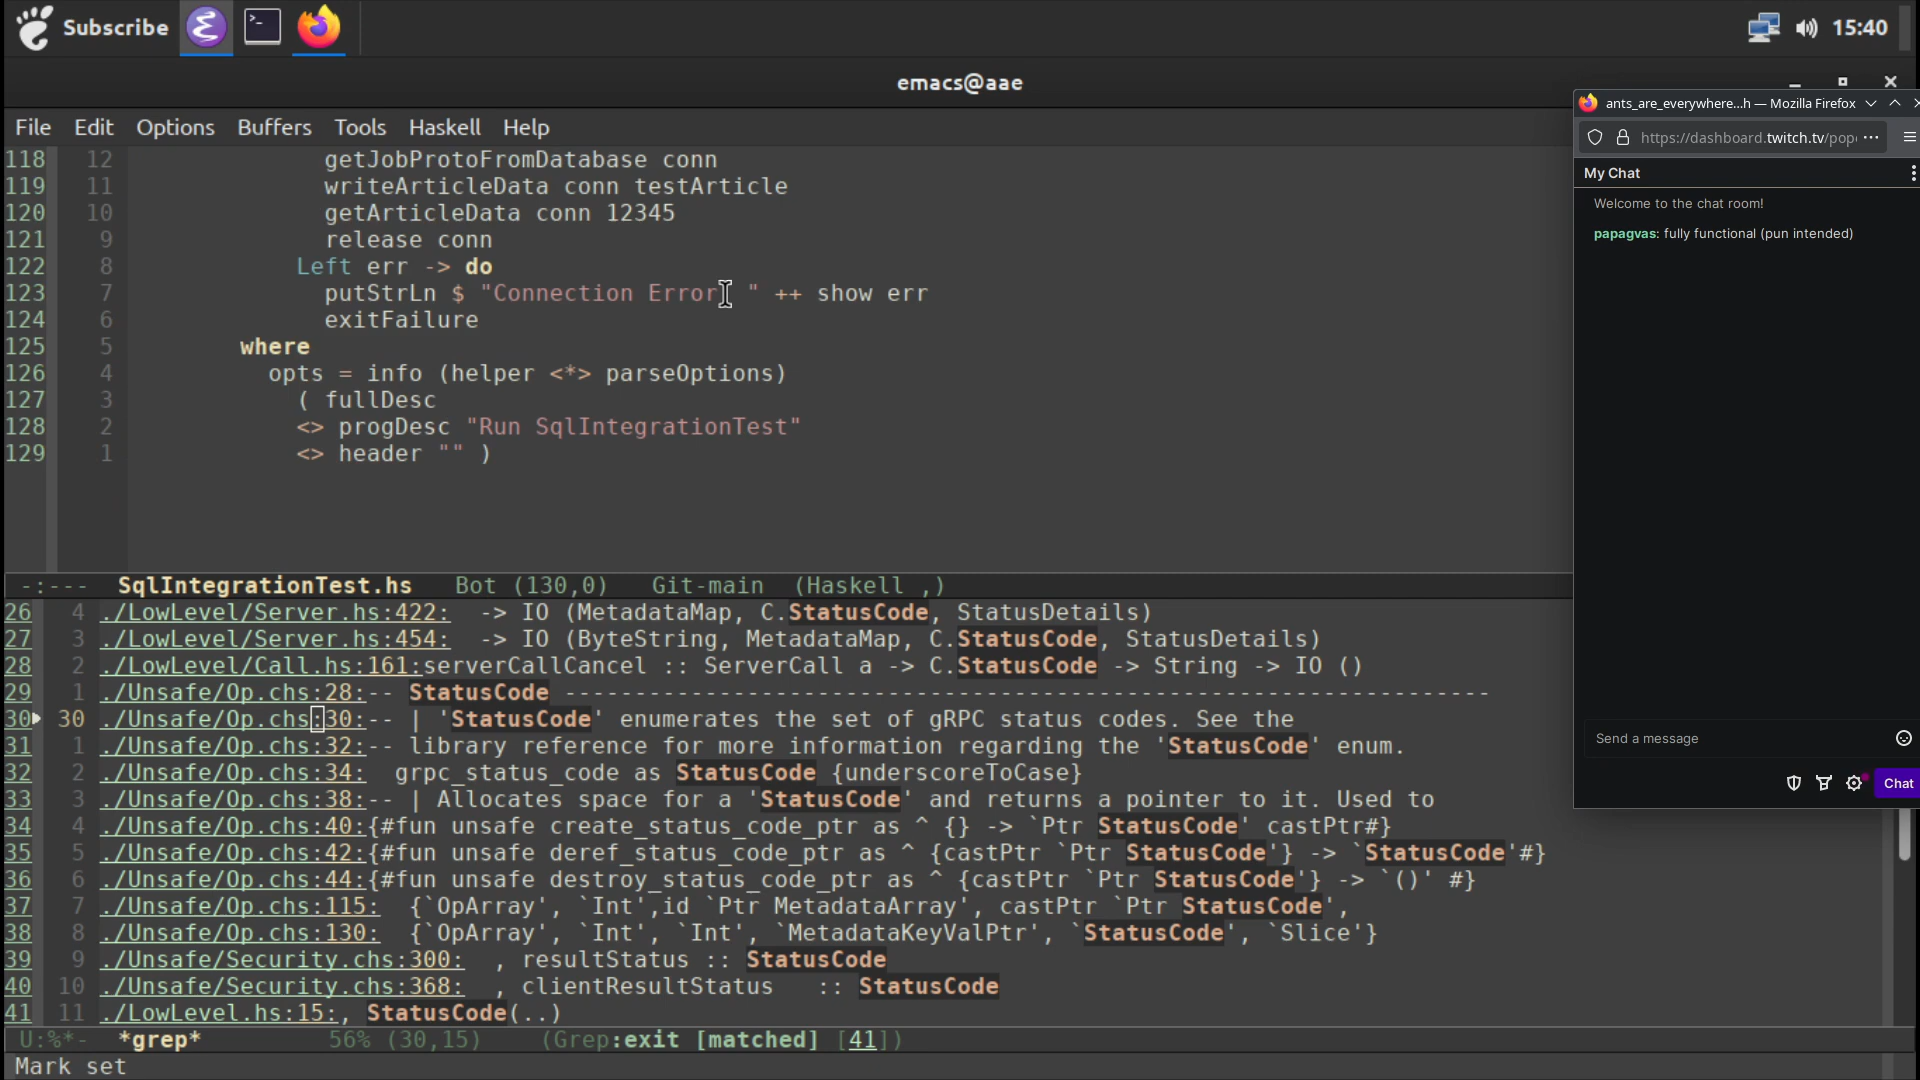 Subscribe
15:40
emacs@aae
File Edit Options Buffers Tools Haskell Help
118 12 getJobProtoFromDatabase conn
119 11 writeArticleData conn testArticle
120 10 getArticleData conn 12345
121 9 release conn
122 8 Left err -> do
123 7 putStrLn $ "Connection Error " ++ show err
124 6 exitFailure
125 5 where
126 4 opts = info (helper <*> parseOptions)
127 3 ( fullDesc
128 2 <> progDesc "Run SqlIntegrationTest"
129 1 <> header "" )
-:--- SqlIntegrationTest.hs Bot (130,0) Git-main (Haskell ,)
26 4 ./LowLevel/Server.hs:422: -> IO (MetadataMap, C.StatusCode, StatusDetails)
27 3 ./LowLevel/Server.hs:454: -> IO (ByteString, MetadataMap, C.StatusCode, StatusDetails)
28 2 ./LowLevel/Call.hs:161:serverCallCancel :: ServerCall a -> C.StatusCode -> String -> IO ()
29 1 ./Unsafe/Op.chs:28:-- StatusCode ------------------------------------------------------------------
30 30 ./Unsafe/Op.chs:30:-- | 'StatusCode' enumerates the set of gRPC status codes. See the
31 1 ./Unsafe/Op.chs:32:-- library reference for more information regarding the 'StatusCode' enum.
32 2 ./Unsafe/Op.chs:34: grpc_status_code as StatusCode {underscoreToCase}
33 3 ./Unsafe/Op.chs:38:-- | Allocates space for a 'StatusCode' and returns a pointer to it. Used to
34 4 ./Unsafe/Op.chs:40:{#fun unsafe create_status_code_ptr as ^ {} -> `Ptr StatusCode' castPtr#}
35 5 ./Unsafe/Op.chs:42:{#fun unsafe deref_status_code_ptr as ^ {castPtr `Ptr StatusCode'} -> `StatusCode'#}
36 6 ./Unsafe/Op.chs:44:{#fun unsafe destroy_status_code_ptr as ^ {castPtr `Ptr StatusCode'} -> `()' #}
37 7 ./Unsafe/Op.chs:115: {`OpArray', `Int',id `Ptr MetadataArray', castPtr `Ptr StatusCode',
38 8 ./Unsafe/Op.chs:130: {`OpArray', `Int', `Int', `MetadataKeyValPtr', `StatusCode', `Slice'}
39 9 ./Unsafe/Security.chs:300: , resultStatus :: StatusCode
40 10 ./Unsafe/Security.chs:368: , clientResultStatus :: StatusCode
41 11 ./LowLevel.hs:15:, StatusCode(..)
U:%*- *grep* 56% (30,15) (Grep:exit [matched] [41])
Mark set
ants_are_everywhere...h — Mozilla Firefox
https://dashboard.twitch.tv/pop
My Chat
Welcome to the chat room!
papagvas: fully functional (pun intended)
Send a message
Chat